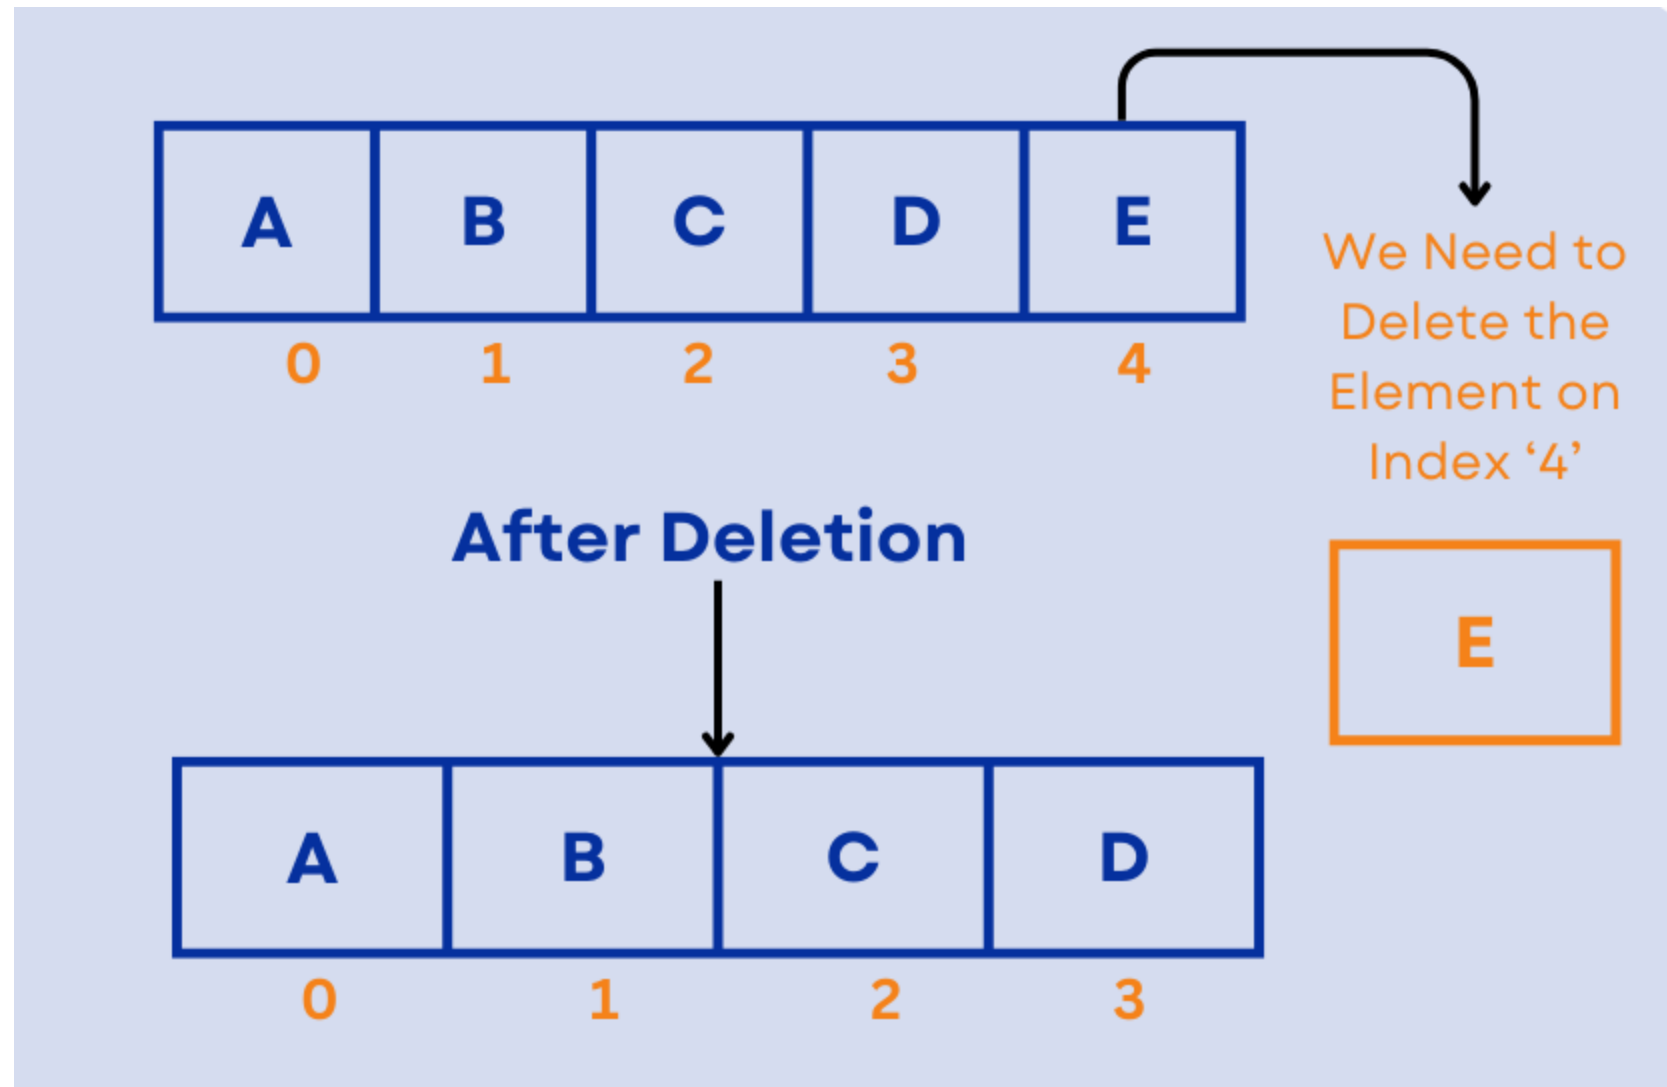 A B C D E
0 1 2 3 4
We Need to
Delete the
Element on
Index ‘4’
E
After Deletion
A B C D
0 1 2 3